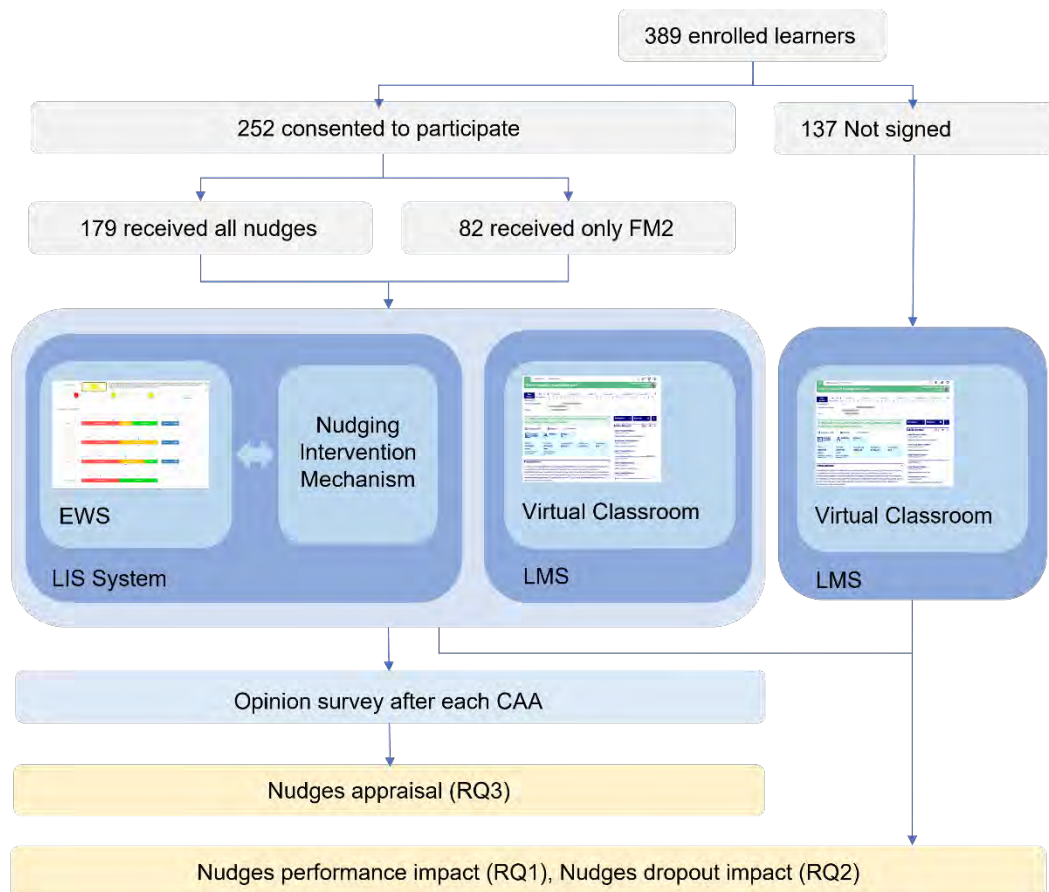 389 enrolled learners
252 consented to participate
137 Not signed
179 received all nudges
82 received only FM2
Nudging
Intervention
Mechanism
EWS
Virtual Classroom
LIS System
LMS
Virtual Classroom
LMS
Opinion survey after each CAA
Nudges appraisal (RQ3)
Nudges performance impact (RQ1), Nudges dropout impact (RQ2)